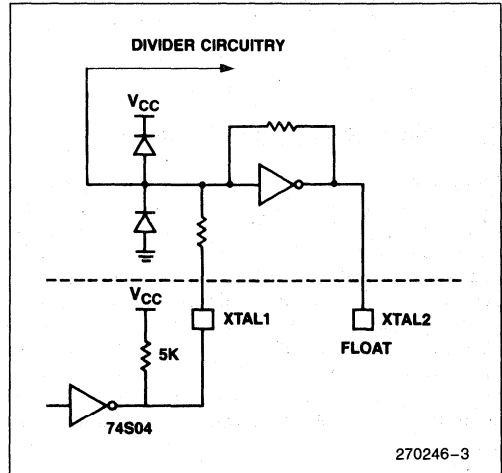 DIVIDER CIRCUITRY
VCC
VCC
XTAL1
XTAL2
FLOAT
5K
74S04
270246-3